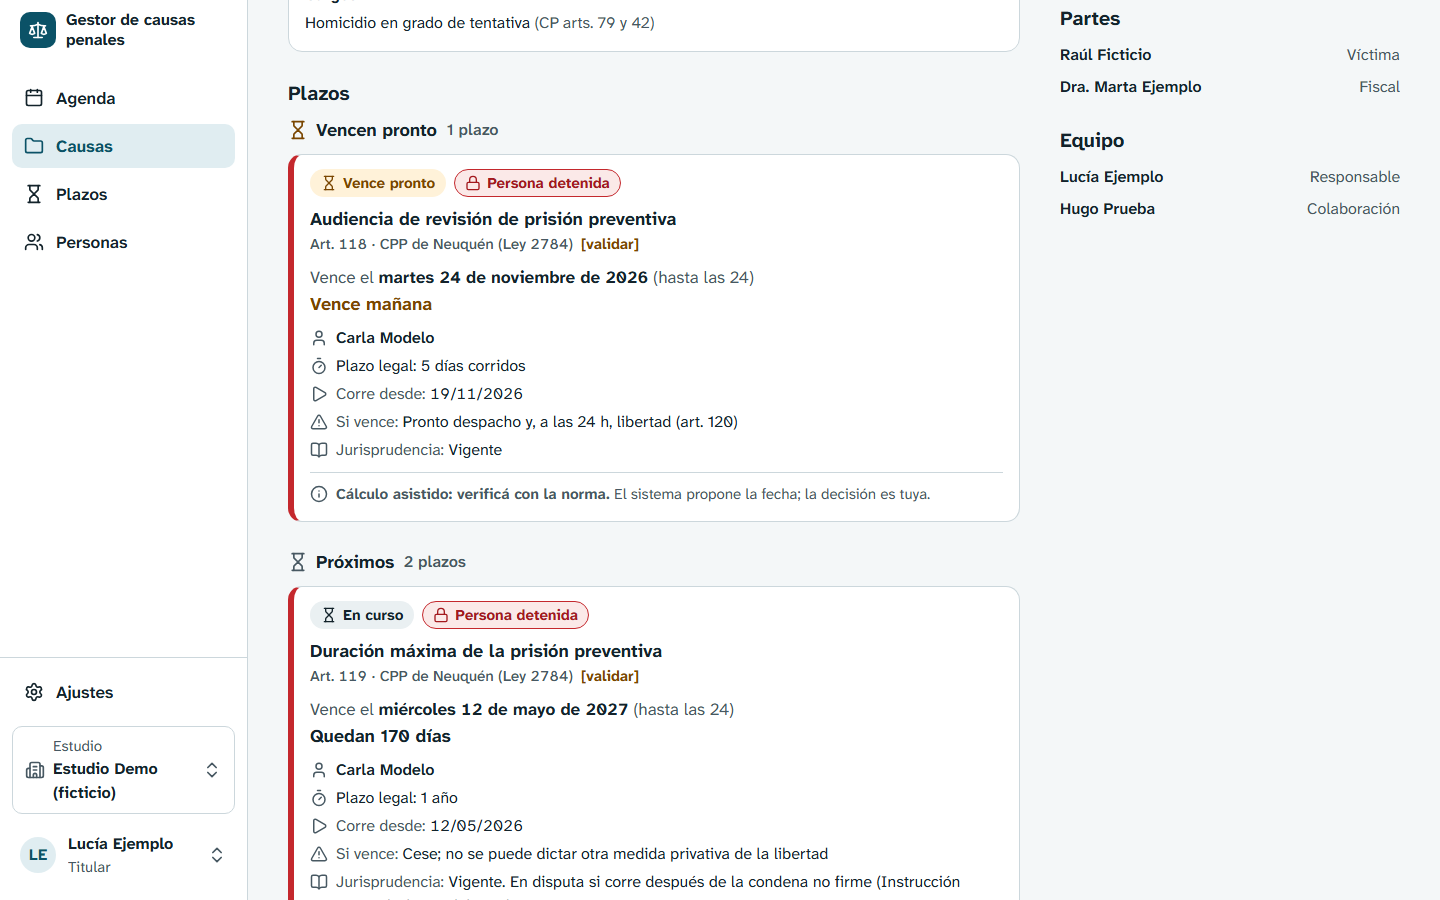 Gestor de causas
penales
Agenda
Causas
Plazos
Personas
Ajustes
Estudio
Estudio Demo
(ficticio)
LE
Lucía Ejemplo
Titular
Homicidio en grado de tentativa (CP arts. 79 y 42)
Plazos
Vencen pronto 1 plazo
Vence pronto
Persona detenida
Audiencia de revisión de prisión preventiva
Art. 118 · CPP de Neuquén (Ley 2784) [validar]
Vence el martes 24 de noviembre de 2026 (hasta las 24)
Vence mañana
Carla Modelo
Plazo legal: 5 días corridos
Corre desde: 19/11/2026
Si vence: Pronto despacho y, a las 24 h, libertad (art. 120)
Jurisprudencia: Vigente
Cálculo asistido: verificá con la norma. El sistema propone la fecha; la decisión es tuya.
Próximos 2 plazos
En curso
Persona detenida
Duración máxima de la prisión preventiva
Art. 119 · CPP de Neuquén (Ley 2784) [validar]
Vence el miércoles 12 de mayo de 2027 (hasta las 24)
Quedan 170 días
Carla Modelo
Plazo legal: 1 año
Corre desde: 12/05/2026
Si vence: Cese; no se puede dictar otra medida privativa de la libertad
Jurisprudencia: Vigente. En disputa si corre después de la condena no firme (Instrucción
Partes
Raúl Ficticio Víctima
Dra. Marta Ejemplo Fiscal
Equipo
Lucía Ejemplo Responsable
Hugo Prueba Colaboración